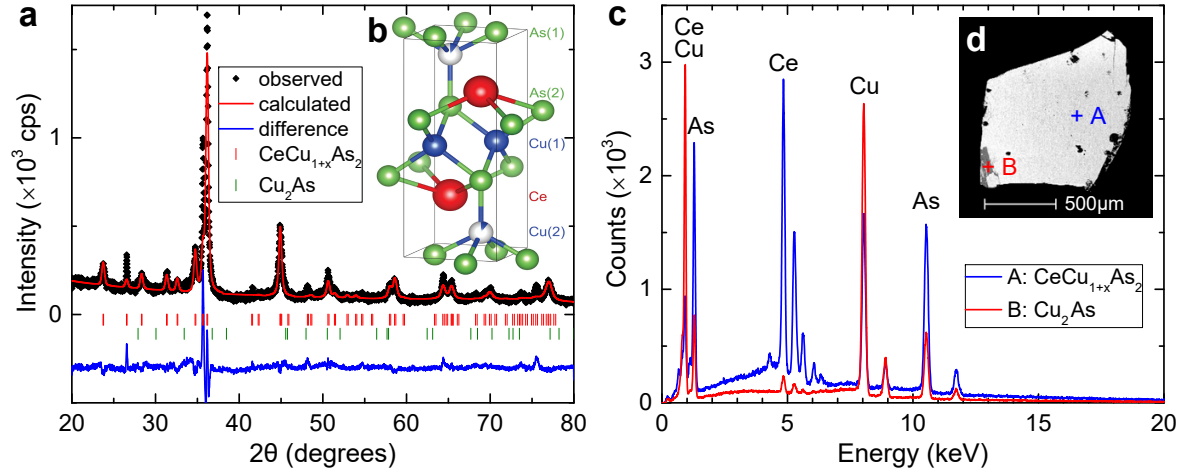 a
Intensity (×10³ cps)
1
0
observed
calculated
difference
CeCu₁₊ₓAs₂
Cu₂As
20 30 40 50 60 70 80
2θ (degrees)
b
As(1)
As(2)
Cu(1)
Ce
Cu(2)
c
Counts (×10³)
3
2
1
0
Ce
Cu
As
Ce
Cu
As
d
+ A
+ B
500μm
A: CeCu₁₊ₓAs₂
B: Cu₂As
0 5 10 15 20
Energy (keV)